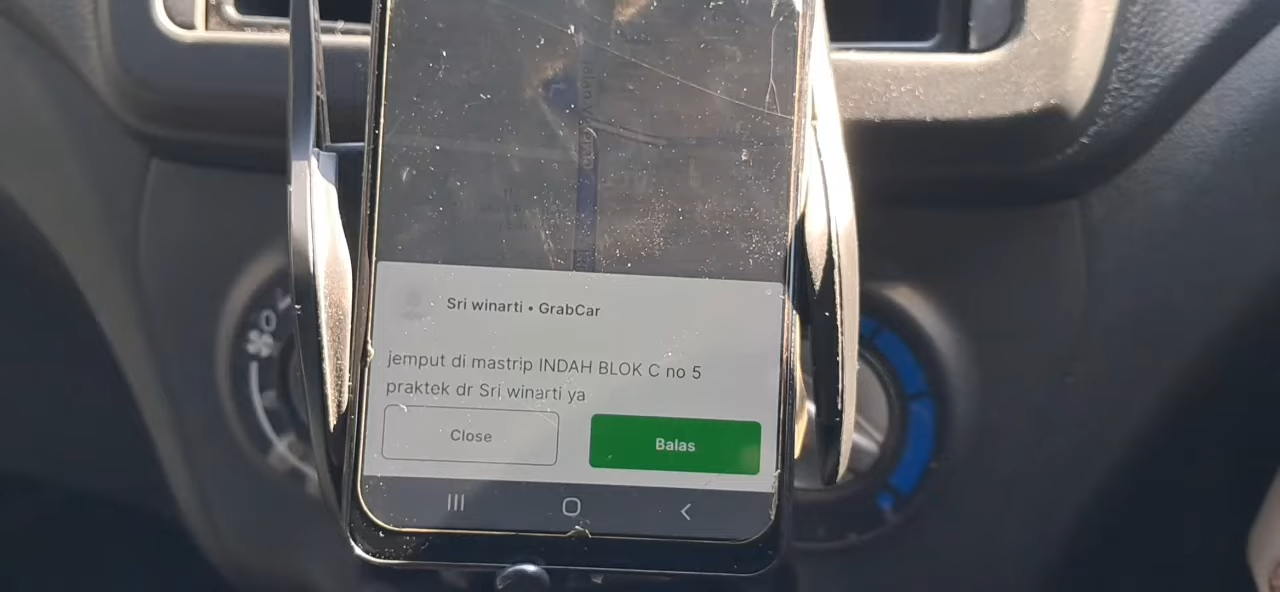 Sri winarti • GrabCar
jemput di mastrip INDAH BLOK C no 5
praktek dr Sri winarti ya
Close
Balas